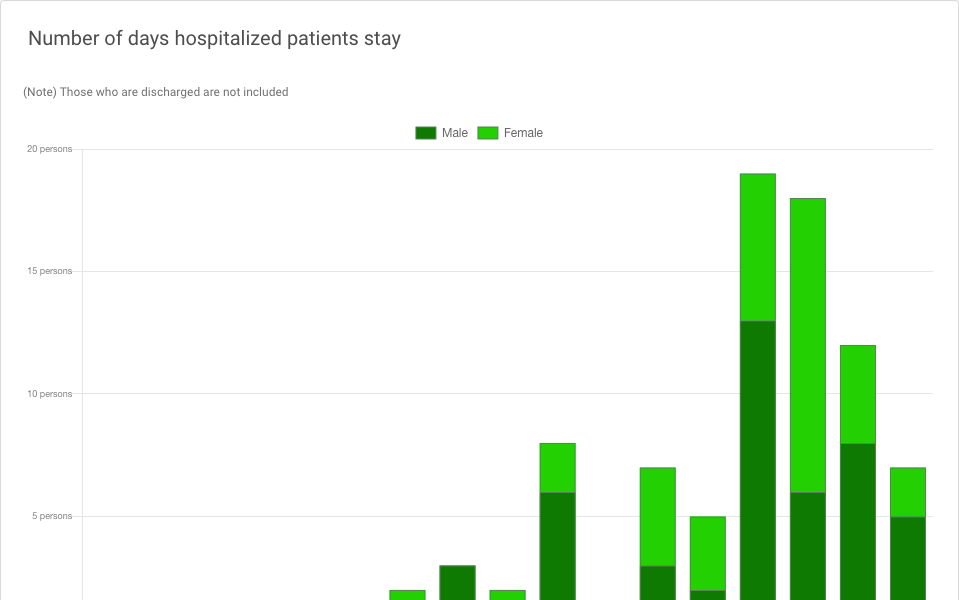 Number of days hospitalized patients stay
(Note) Those who are discharged are not included
Male Female
20 persons
15 persons
10 persons
5 persons